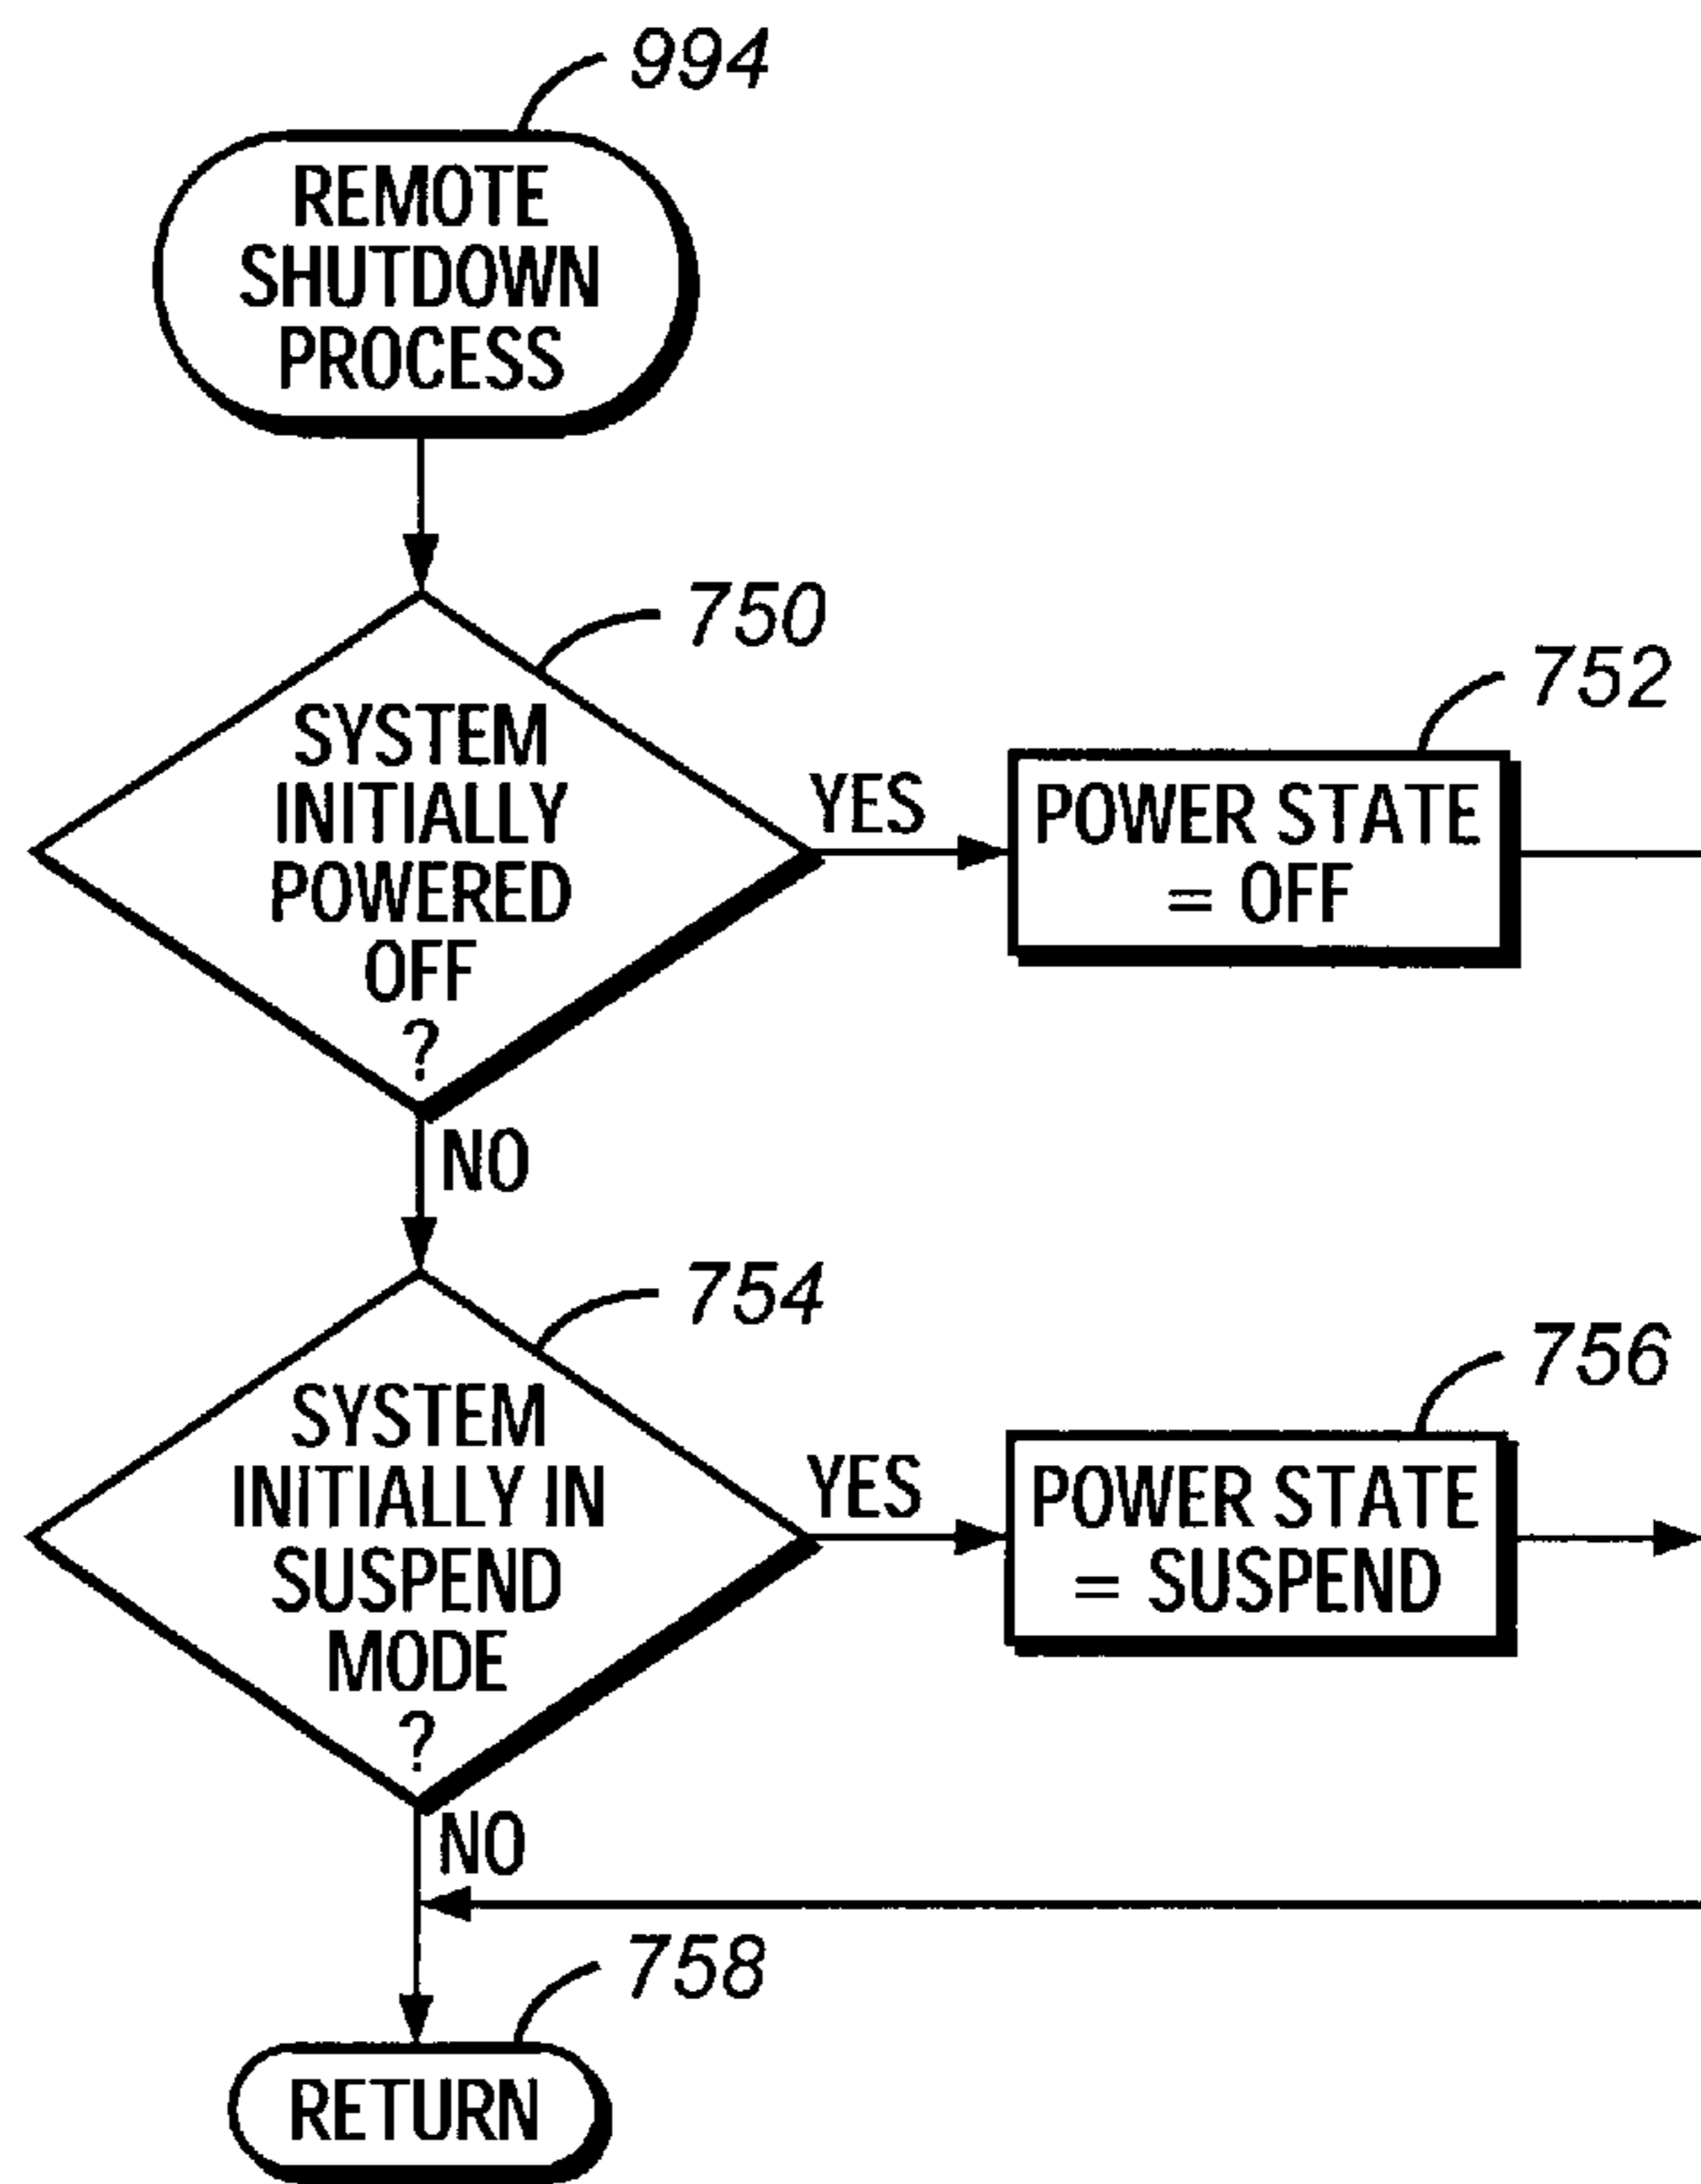 994
REMOTE
SHUTDOWN
PROCESS
750
SYSTEM
INITIALLY
POWERED
OFF
?
YES
752
POWER STATE
= OFF
NO
754
SYSTEM
INITIALLY IN
SUSPEND
MODE
?
YES
756
POWER STATE
= SUSPEND
NO
758
RETURN